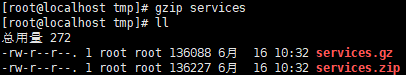 [root@localhost tmp]# gzip services
[root@localhost tmp]# ll
总用量 272
-rw-r--r--. 1 root root 136088 6月  16 10:32 services.gz
-rw-r--r--. 1 root root 136227 6月  16 10:32 services.zip